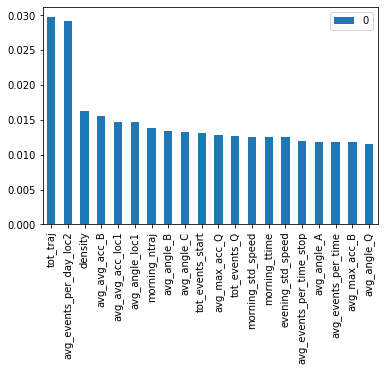 0
0.030
0.025
0.020
0.015
0.010
0.005
0.000
tot_traj
avg_events_per_day_loc2
density
avg_avg_acc_B
avg_avg_acc_loc1
avg_angle_loc1
morning_ntraj
avg_angle_B
avg_angle_C
tot_events_start
avg_max_acc_Q
tot_events_Q
morning_std_speed
morning_ttime
evening_std_speed
avg_events_per_time_stop
avg_angle_A
avg_events_per_time
avg_max_acc_B
avg_angle_Q